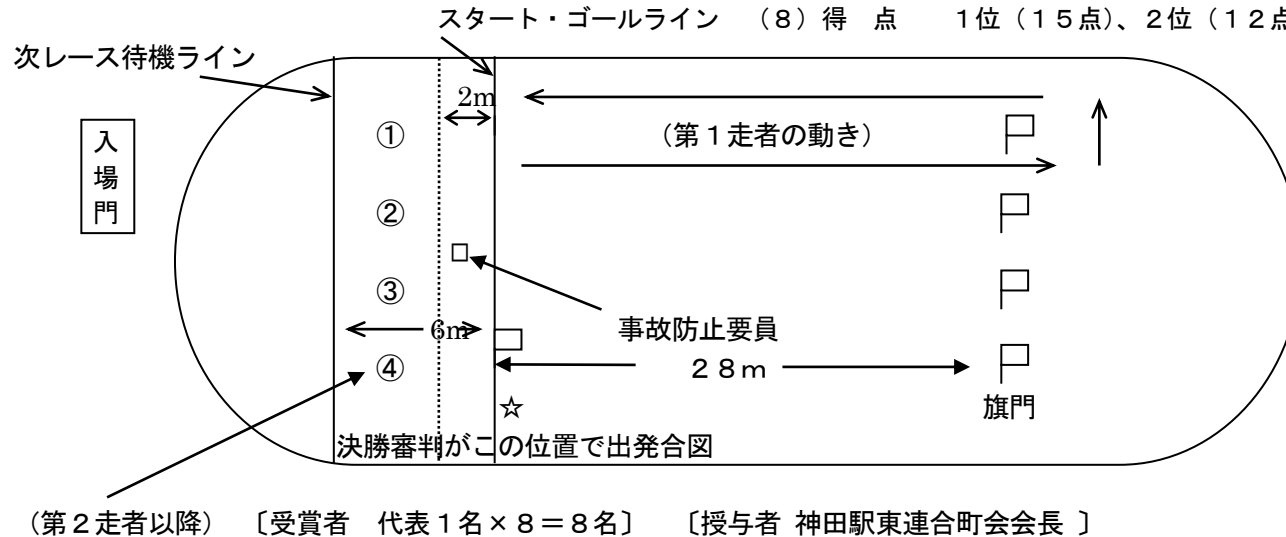 スタート・ゴールライン　（８）得　点　　１位（１５点）、２位（１２点
次レース待機ライン
2m
入場門
①
（第１走者の動き）
②
③
6m
事故防止要員
④
２８ｍ
旗門
☆
決勝審判がこの位置で出発合図
（第２走者以降）　〔受賞者　代表１名×８＝８名〕　〔授与者 神田駅東連合町会会長 〕